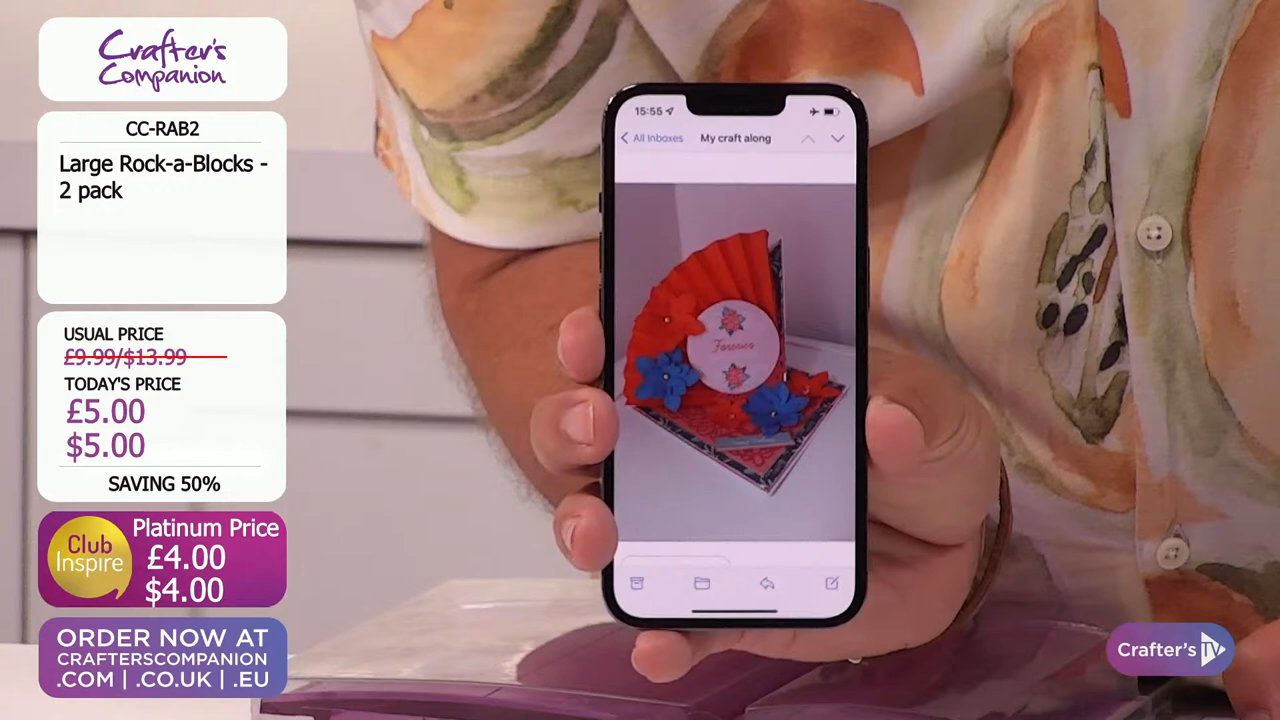 Crafter's
Companion
CC-RAB2
Large Rock-a-Blocks -
2 pack
USUAL PRICE
£9.99/$13.99
TODAY'S PRICE
£5.00
$5.00
SAVING 50%
Club
Inspire
Platinum Price
£4.00
$4.00
ORDER NOW AT
CRAFTERSCOMPANION
.COM | .CO.UK | .EU
15:55
All Inboxes
My craft along
Forever
Crafter's TV